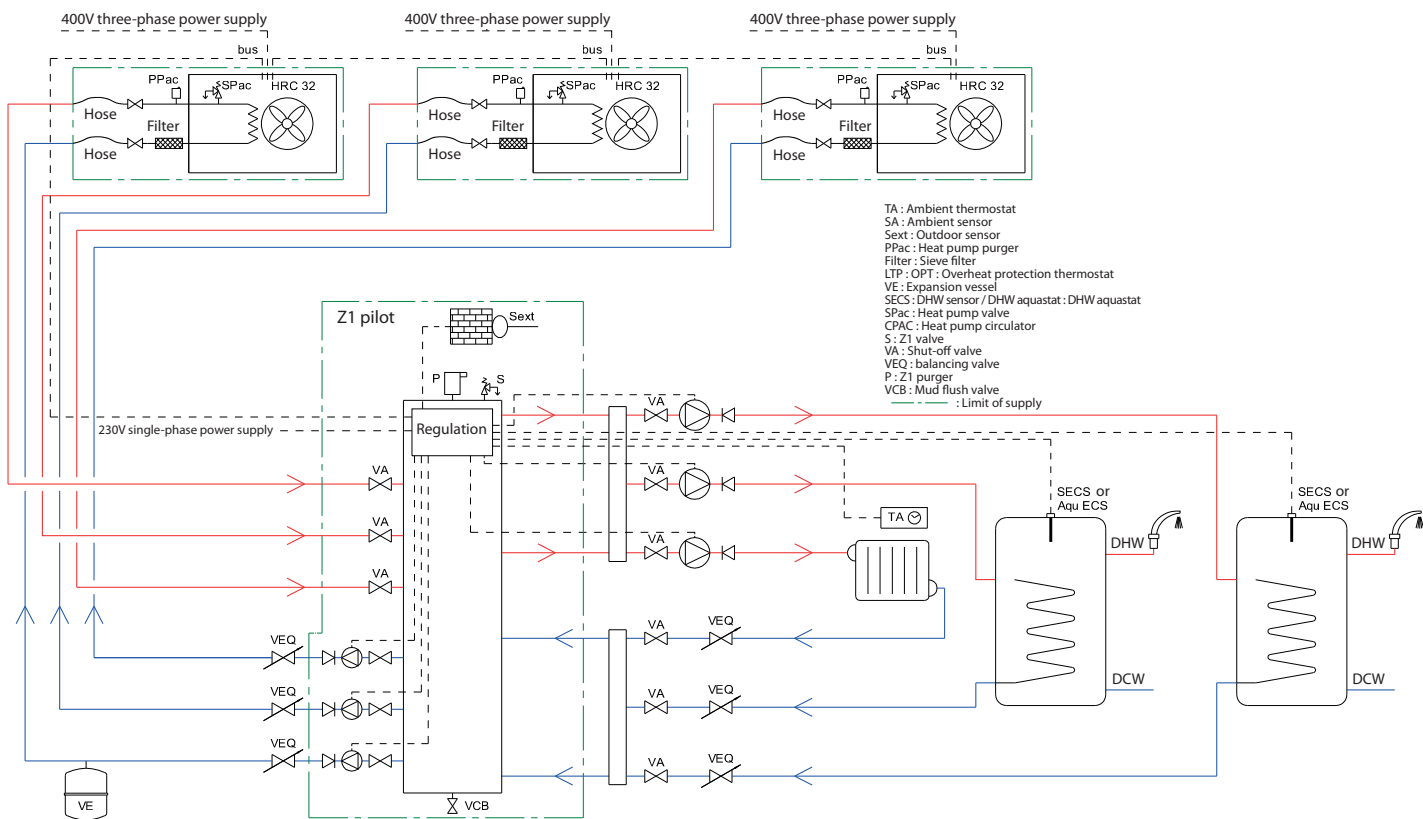 400V three-phase power supply
400V three-phase power supply
400V three-phase power supply
bus
bus
bus
PPac
SPac
HRC 32
PPac
SPac
HRC 32
PPac
SPac
HRC 32
Hose
Filter
Hose
Filter
Hose
Filter
Hose
Hose
Hose
TA : Ambient thermostat
SA : Ambient sensor
Sext : Outdoor sensor
PPac : Heat pump purger
Filter : Sieve filter
LTP : OPT : Overheat protection thermostat
VE : Expansion vessel
SECS : DHW sensor / DHW aquastat : DHW aquastat
SPac : Heat pump valve
CPAC : Heat pump circulator
S : Z1 valve
VA : Shut-off valve
VEQ : balancing valve
P : Z1 purger
VCB : Mud flush valve
: Limit of supply
Z1 pilot
Sext
P
S
VA
230V single-phase power supply
Regulation
VA
VA
SECS or
Aqu ECS
SECS or
Aqu ECS
TA
VA
VA
DHW
DHW
VA
VEQ
VA
VEQ
VEQ
VA
VEQ
DCW
DCW
VEQ
VA
VEQ
VE
VCB